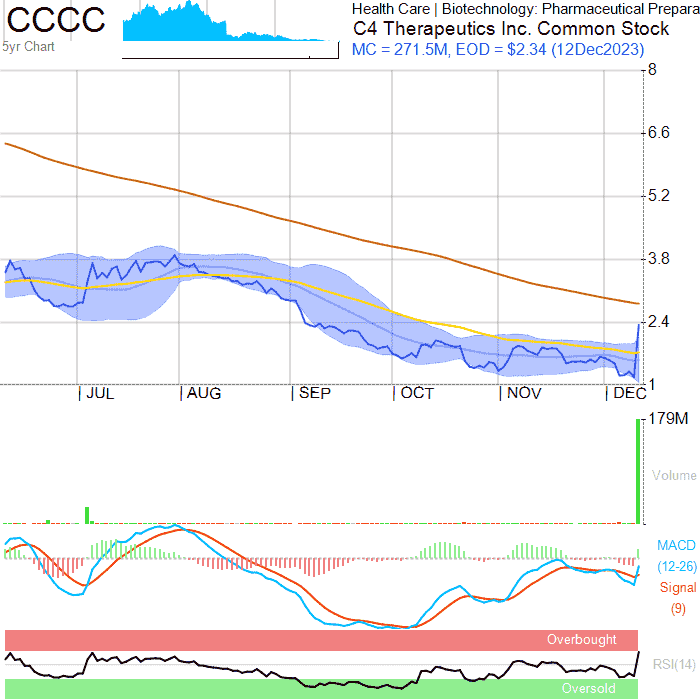 CCCC
5yr Chart
Health Care | Biotechnology: Pharmaceutical Prepara
C4 Therapeutics Inc. Common Stock
MC = 271.5M, EOD = $2.34 (12Dec2023)
8
6.6
5.2
3.8
2.4
1
JUL AUG SEP OCT NOV DEC
179M
Volume
MACD
(12-26)
Signal
(9)
Overbought
RSI(14)
Oversold